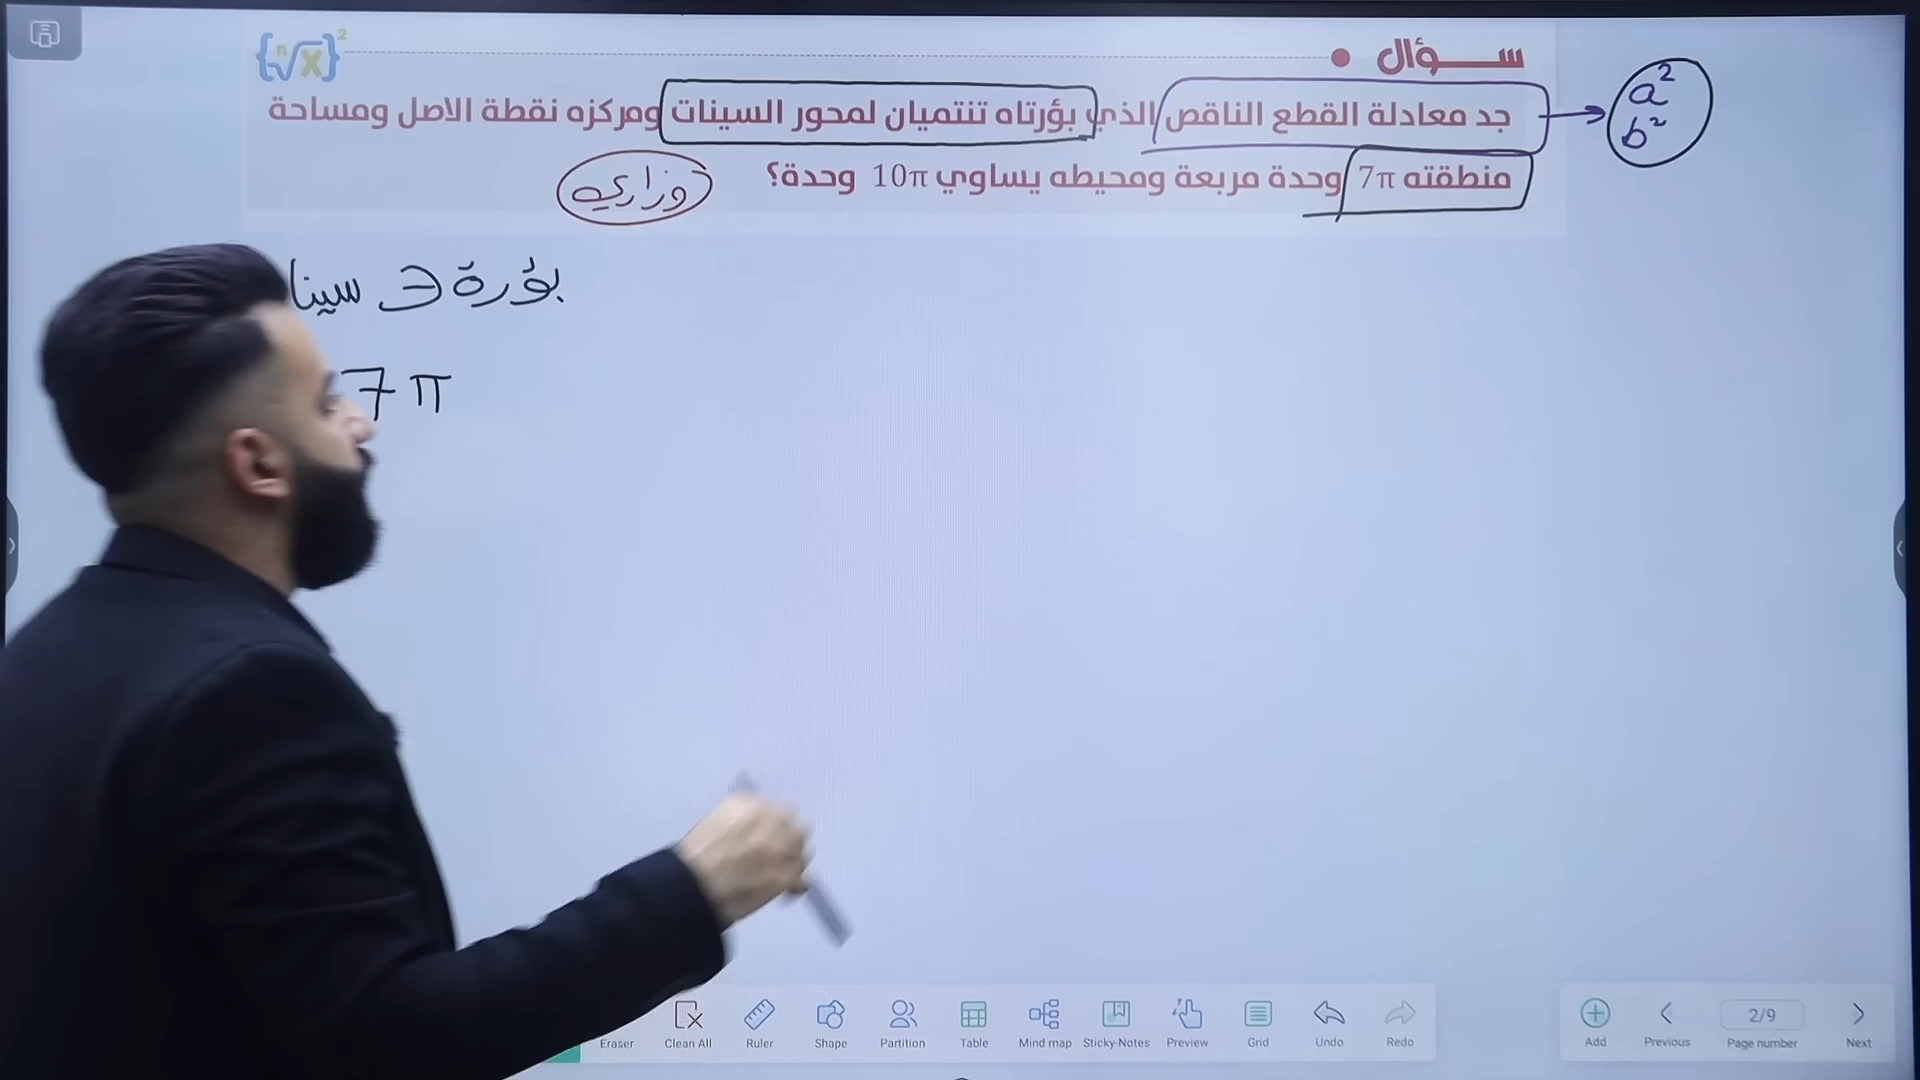 سؤال
{ⁿ√x}²
جد معادلة القطع الناقص الذي بؤرتاه تنتميان لمحور السينات ومركزه نقطة الاصل ومساحة
منطقته 7π وحدة مربعة ومحيطه يساوي 10π وحدة؟
وزاري
a²
b²
بؤرة ∋ سينا
7π
Eraser
Clean All
Ruler
Shape
Partition
Table
Mind map
Sticky-Notes
Preview
Grid
Undo
Redo
Add
Previous
2/9
Page number
Next